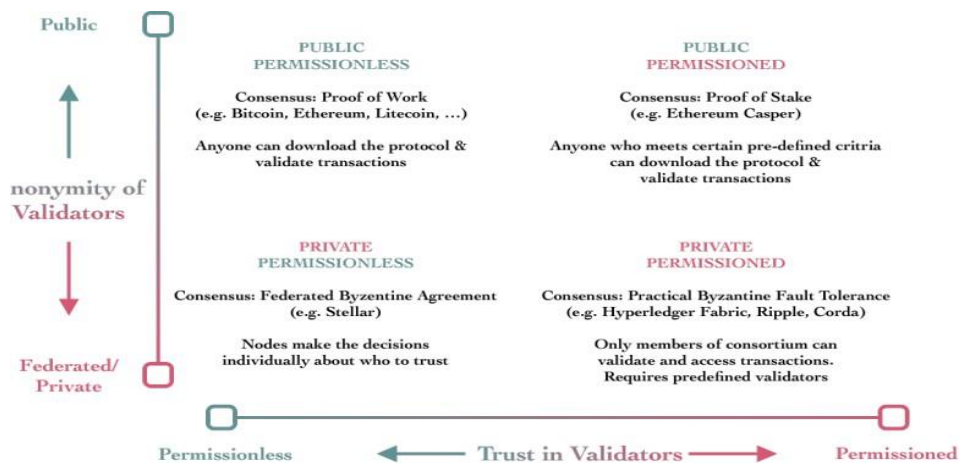 Public
PUBLIC
PERMISSIONLESS
Consensus: Proof of Work
(e.g. Bitcoin, Ethereum, Litecoin, ...)
Anyone can download the protocol &
validate transactions
PUBLIC
PERMISSIONED
Consensus: Proof of Stake
(e.g. Ethereum Casper)
Anyone who meets certain pre-defined critria
can download the protocol &
validate transactions
nonymity of
Validators
PRIVATE
PERMISSIONLESS
Consensus: Federated Byzentine Agreement
(e.g. Stellar)
Nodes make the decisions
individually about who to trust
PRIVATE
PERMISSIONED
Consensus: Practical Byzantine Fault Tolerance
(e.g. Hyperledger Fabric, Ripple, Corda)
Only members of consortium can
validate and access transactions.
Requires predefined validators
Federated/
Private
Permissionless
Trust in Validators
Permissioned